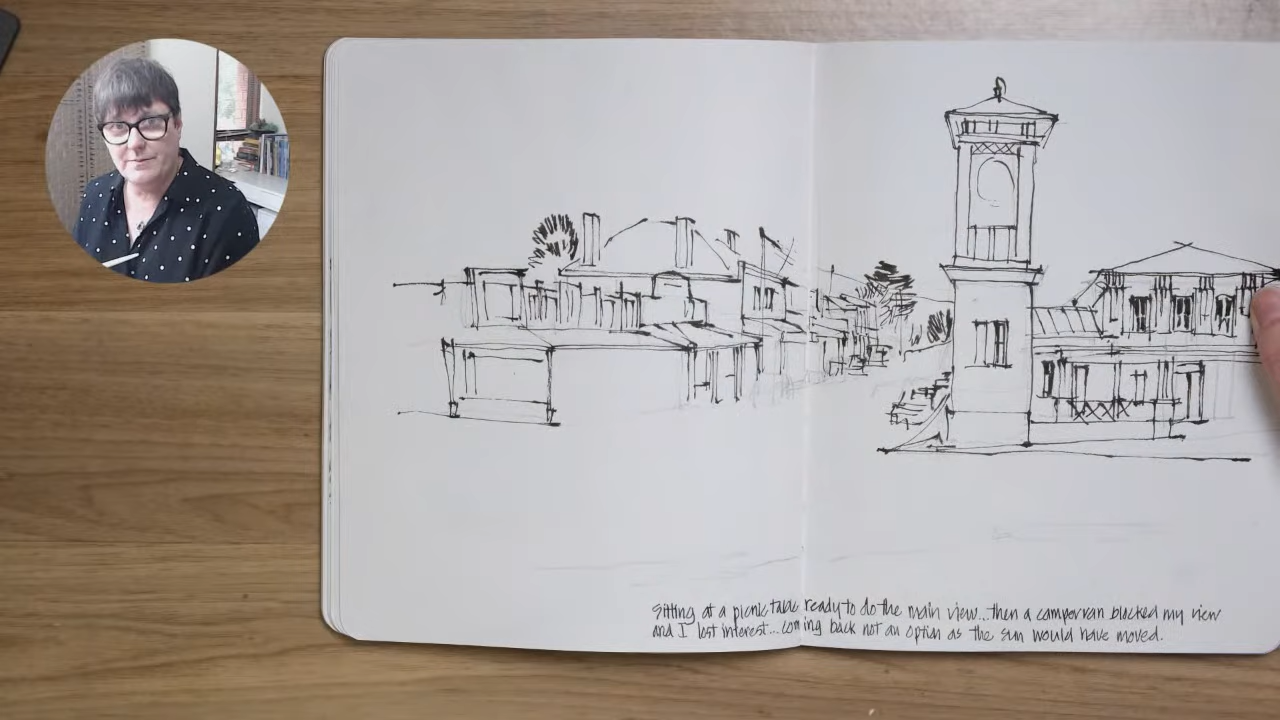 Sitting at a picnic table ready to do the main view...then a campervan blocked my view
and I lost interest...coming back not an option as the sun would have moved.